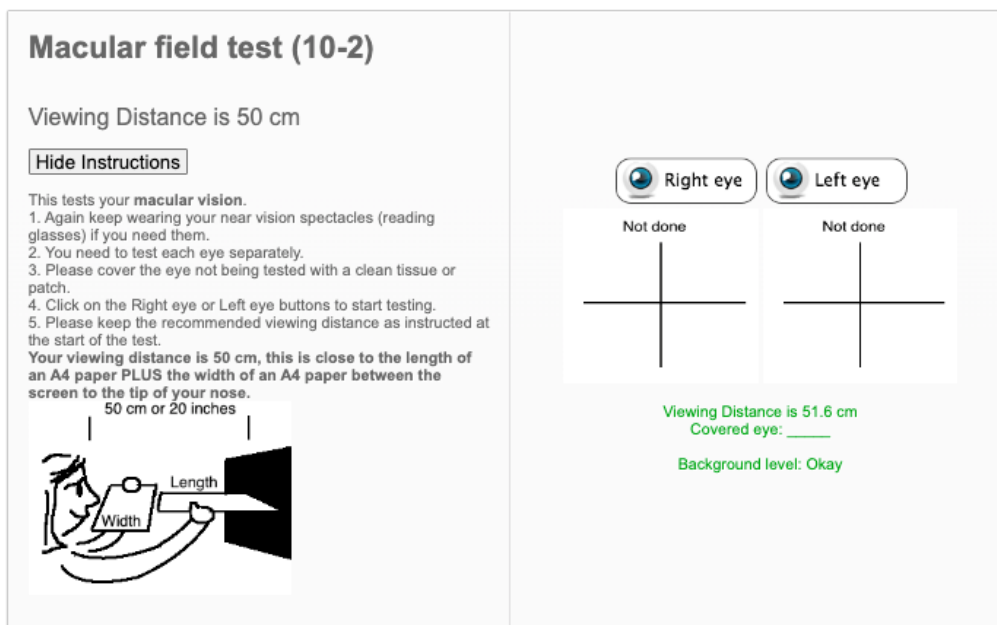 Macular field test (10-2)
Viewing Distance is 50 cm
Hide Instructions
This tests your macular vision.
1. Again keep wearing your near vision spectacles (reading
glasses) if you need them.
2. You need to test each eye separately.
3. Please cover the eye not being tested with a clean tissue or
patch.
4. Click on the Right eye or Left eye buttons to start testing.
5. Please keep the recommended viewing distance as instructed at
the start of the test.
Your viewing distance is 50 cm, this is close to the length of
an A4 paper PLUS the width of an A4 paper between the
screen to the tip of your nose.
50 cm or 20 inches
Length
Width
Right eye
Left eye
Not done
Not done
Viewing Distance is 51.6 cm
Covered eye: _____
Background level: Okay